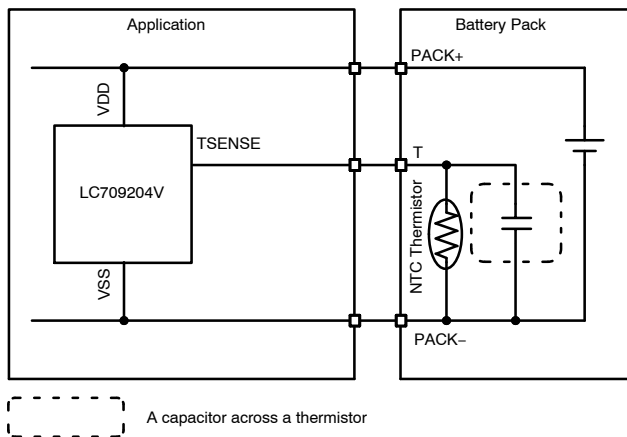 Application
Battery Pack
PACK+
VDD
TSENSE
T
LC709204V
NTC Thermistor
VSS
PACK−
A capacitor across a thermistor